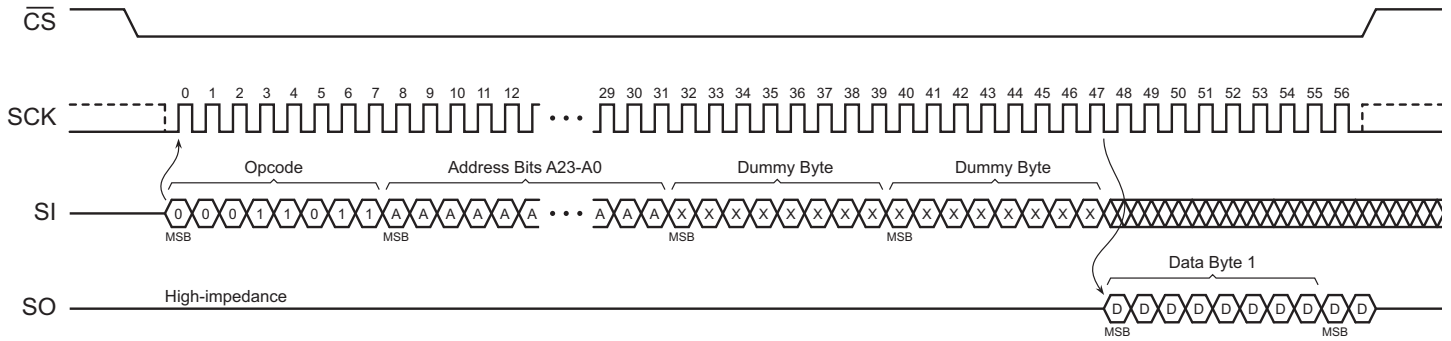 CS
SCK
0 1 2 3 4 5 6 7 8 9 10 11 12 29 30 31 32 33 34 35 36 37 38 39 40 41 42 43 44 45 46 47 48 49 50 51 52 53 54 55 56
Opcode Address Bits A23-A0 Dummy Byte Dummy Byte
SI 0 0 0 1 1 0 1 1 A A A A A A A A A X X X X X X X X X X X X X X X X
MSB MSB MSB MSB
Data Byte 1
High-impedance
SO D D D D D D D D D D
MSB MSB